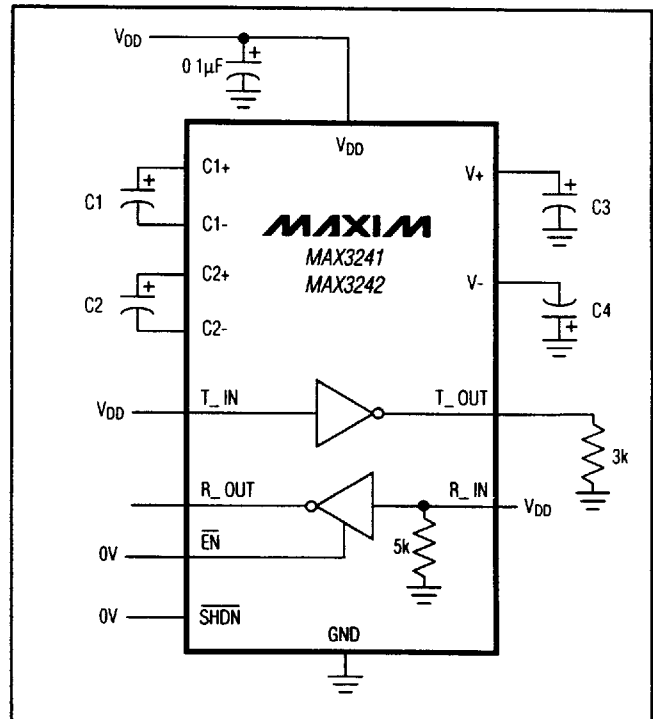 VDD
0 1µF
+
VDD
C1+
+
C1
C1-
V+
+
C3
MAXIM
MAX3241
MAX3242
C2+
+
C2
C2-
V-
C4
+
VDD
T_ IN
T_ OUT
3k
R_ OUT
R_ IN
VDD
5k
0V
EN
0V
SHDN
GND